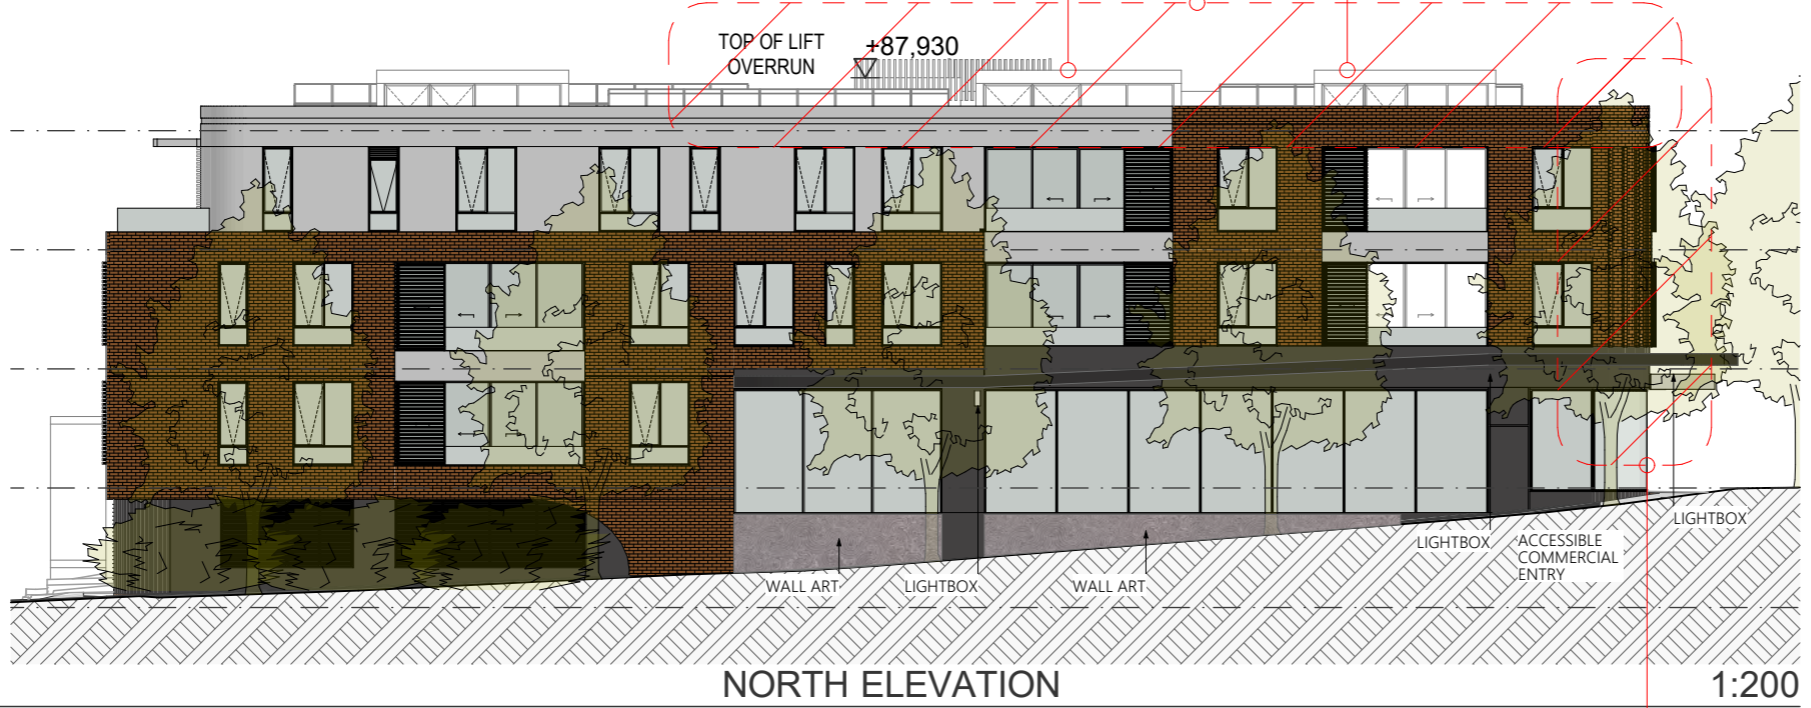 TOP OF LIFT
OVERRUN
+87,930
LIGHTBOX
LIGHTBOX
ACCESSIBLE
COMMERCIAL
ENTRY
WALL ART
LIGHTBOX
WALL ART
NORTH ELEVATION
1:200